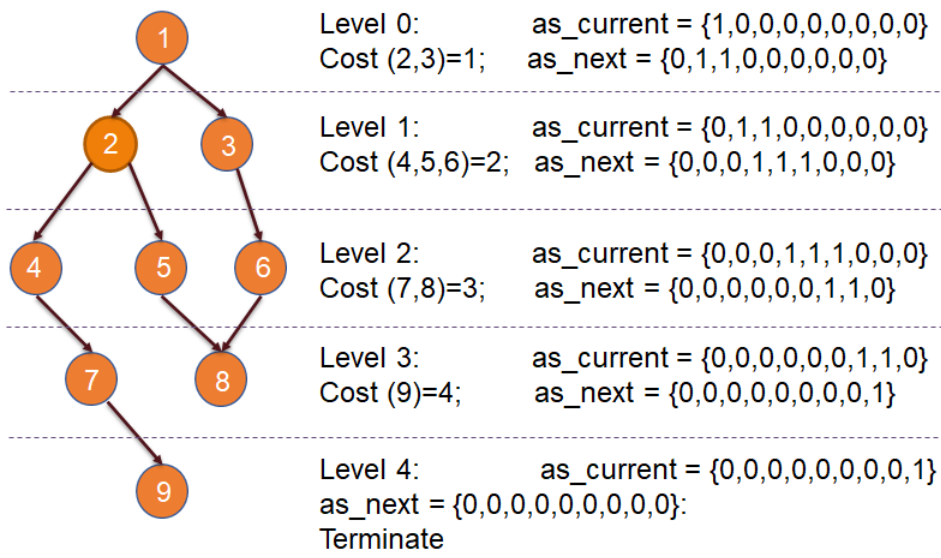 1
Level 0: as_current = {1,0,0,0,0,0,0,0,0}
Cost (2,3)=1; as_next = {0,1,1,0,0,0,0,0,0}
2
3
Level 1: as_current = {0,1,1,0,0,0,0,0,0}
Cost (4,5,6)=2; as_next = {0,0,0,1,1,1,0,0,0}
4
5
6
Level 2: as_current = {0,0,0,1,1,1,0,0,0}
Cost (7,8)=3; as_next = {0,0,0,0,0,0,1,1,0}
7
8
Level 3: as_current = {0,0,0,0,0,0,1,1,0}
Cost (9)=4; as_next = {0,0,0,0,0,0,0,0,1}
9
Level 4: as_current = {0,0,0,0,0,0,0,0,1}
as_next = {0,0,0,0,0,0,0,0,0}:
Terminate